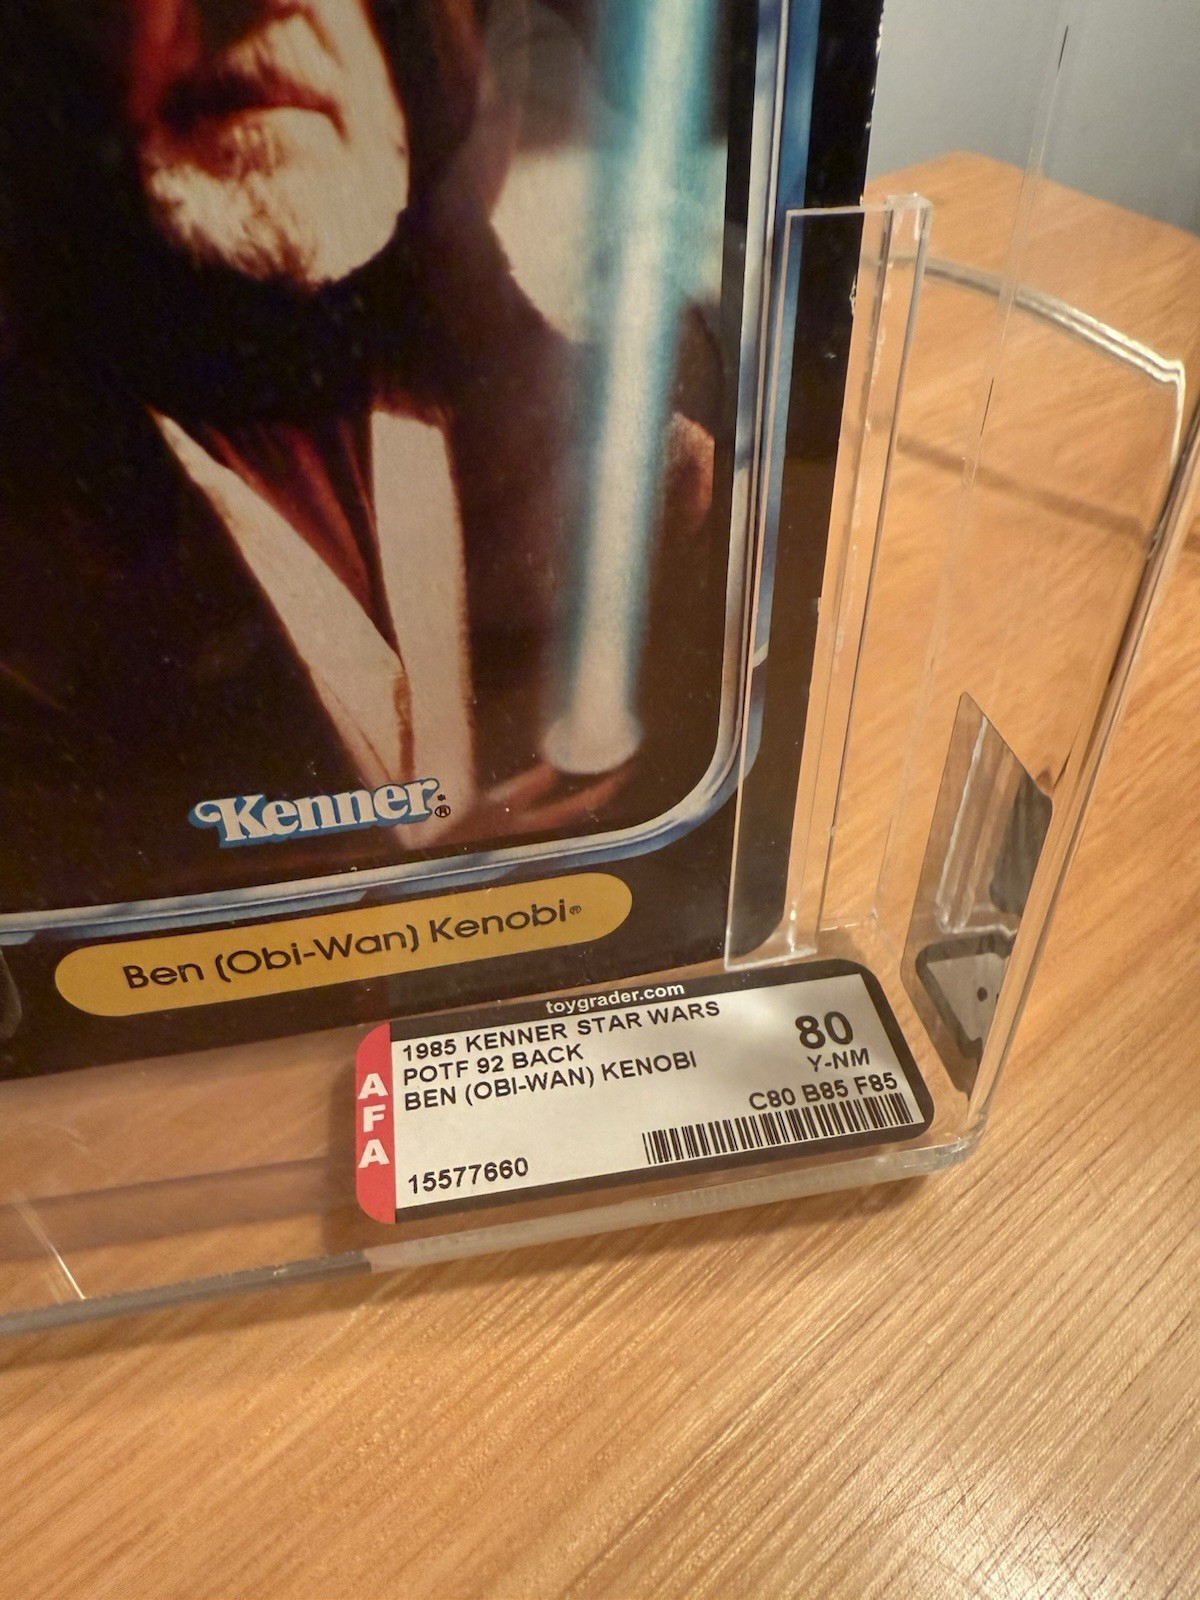 Kenner®
Ben (Obi-Wan) Kenobi®
toygrader.com
AFA
1985 KENNER STAR WARS
POTF 92 BACK
BEN (OBI-WAN) KENOBI
80
Y-NM
C80 B85 F85
15577660